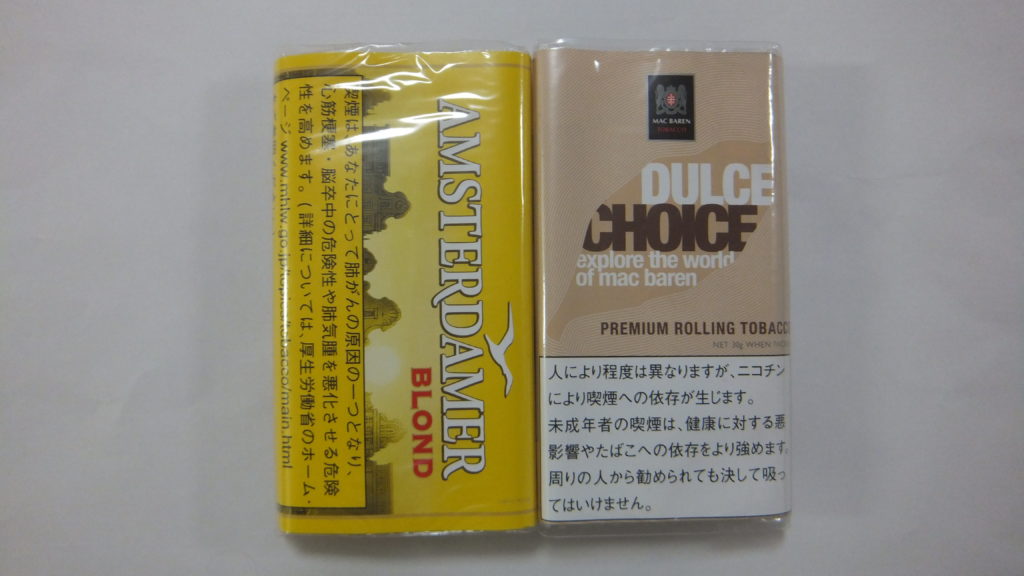 AMSTERDAMER
BLOND
喫煙は、あなたにとって肺がんの原因の一つとなり、
心筋梗塞・脳卒中の危険性や肺気腫を悪化させる危険
性を高めます。(詳細については、厚生労働省のホーム・
ページ www.mhlw.go.jp/topics/tobacco/main.html
MAC BAREN
TOBACCO
DULCE
CHOICE
explore the world
of mac baren
PREMIUM ROLLING TOBACC
NET 30g WHEN
人により程度は異なりますが、ニコチン
により喫煙への依存が生じます。
未成年者の喫煙は、健康に対する悪
影響やたばこへの依存をより強めます。
周りの人から勧められても決して吸っ
てはいけません。